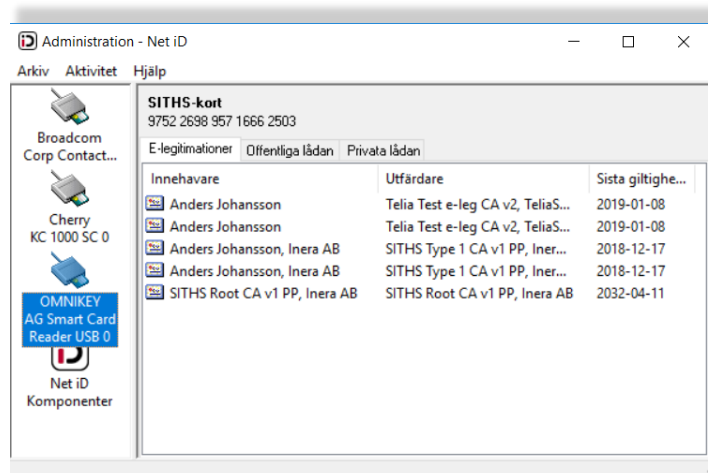 Administration - Net iD
Arkiv Aktivitet Hjälp
Broadcom
Corp Contact...
Cherry
KC 1000 SC 0
OMNIKEY
AG Smart Card
Reader USB 0
Net iD
Komponenter
SITHS-kort
9752 2698 957 1666 2503
E-legitimationer Offentliga lådan Privata lådan
Innehavare Utfärdare Sista giltighe...
Anders Johansson Telia Test e-leg CA v2, TeliaS... 2019-01-08
Anders Johansson Telia Test e-leg CA v2, TeliaS... 2019-01-08
Anders Johansson, Inera AB SITHS Type 1 CA v1 PP, Iner... 2018-12-17
Anders Johansson, Inera AB SITHS Type 1 CA v1 PP, Iner... 2018-12-17
SITHS Root CA v1 PP, Inera AB SITHS Root CA v1 PP, Inera AB 2032-04-11